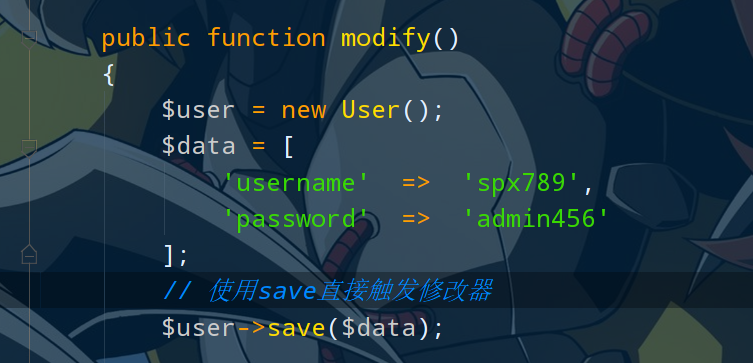 public function modify()
{
$user = new User();
$data = [
'username' => 'spx789',
'password' => 'admin456'
];
// 使用save直接触发修改器
$user->save($data);